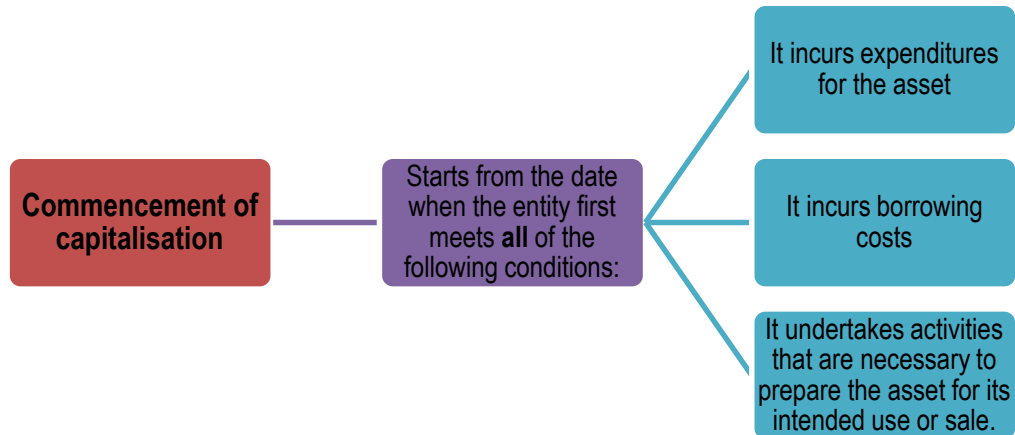 Commencement of
capitalisation
Starts from the date
when the entity first
meets all of the
following conditions:
It incurs expenditures
for the asset
It incurs borrowing
costs
It undertakes activities
that are necessary to
prepare the asset for its
intended use or sale.